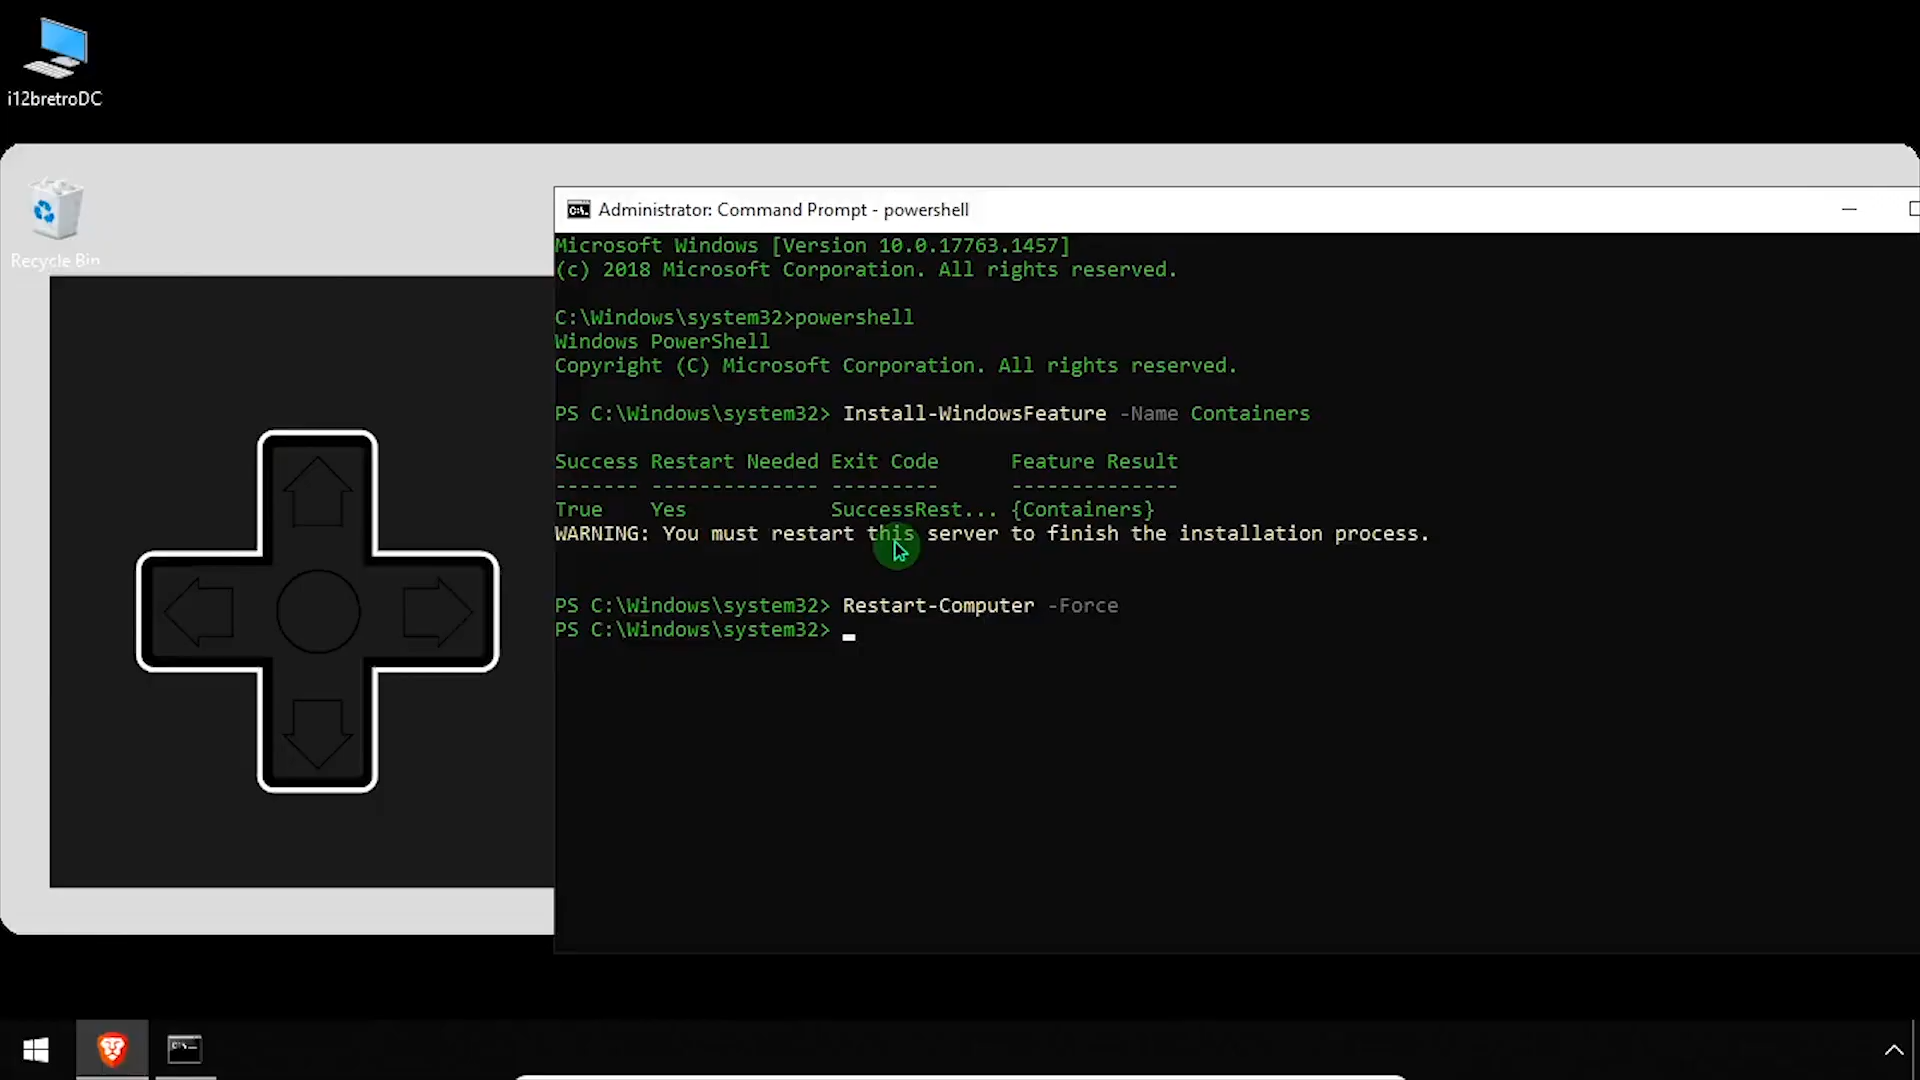 i12bretroDC
Recycle Bin
Administrator: Command Prompt - powershell
Microsoft Windows [Version 10.0.17763.1457]
(c) 2018 Microsoft Corporation. All rights reserved.
C:\Windows\system32>powershell
Windows PowerShell
Copyright (C) Microsoft Corporation. All rights reserved.
PS C:\Windows\system32> Install-WindowsFeature -Name Containers
Success Restart Needed Exit Code      Feature Result
------- -------------- ---------      --------------
True    Yes            SuccessRest... {Containers}
WARNING: You must restart this server to finish the installation process.
PS C:\Windows\system32> Restart-Computer -Force
PS C:\Windows\system32>